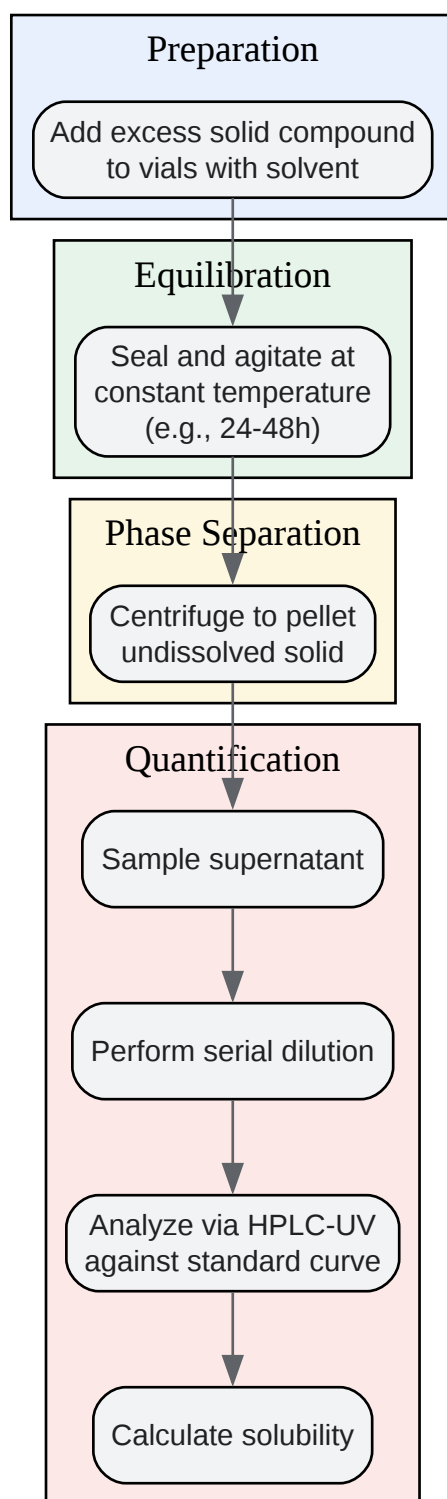 Preparation
Add excess solid compound
to vials with solvent
Equilibration
Seal and agitate at
constant temperature
(e.g., 24-48h)
Phase Separation
Centrifuge to pellet
undissolved solid
Quantification
Sample supernatant
Perform serial dilution
Analyze via HPLC-UV
against standard curve
Calculate solubility